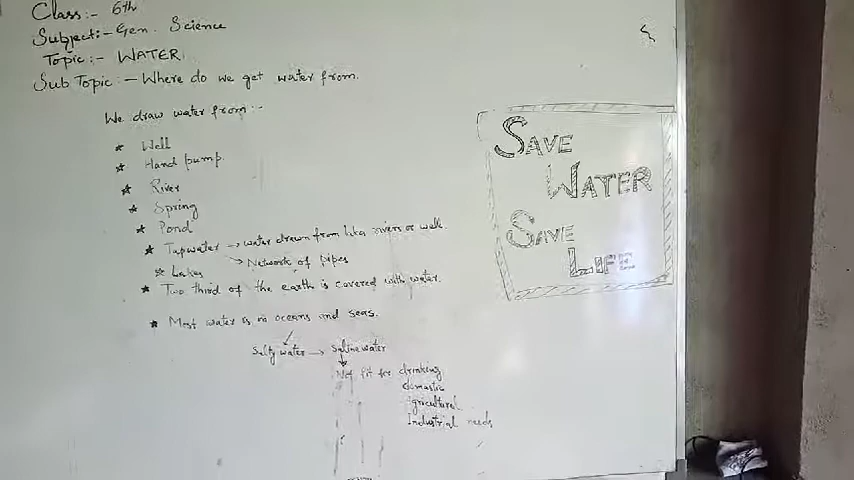 Class:- 6th
Subject:- Gen. Science
Topic:- WATER
Sub Topic:- Where do we get water from.
We draw water from:-
* Well
* Hand pump.
* River
* Spring
* Pond
* Tapwater → water drawn from lake rivers or well.
→ Network of pipes
* Lakes
* Two third of the earth is covered with water.
* Most water is in oceans and seas.
Salty water → Saline water
Not fit for drinking
domestic
agricultural
Industrial needs
SAVE
WATER
SAVE
LIFE